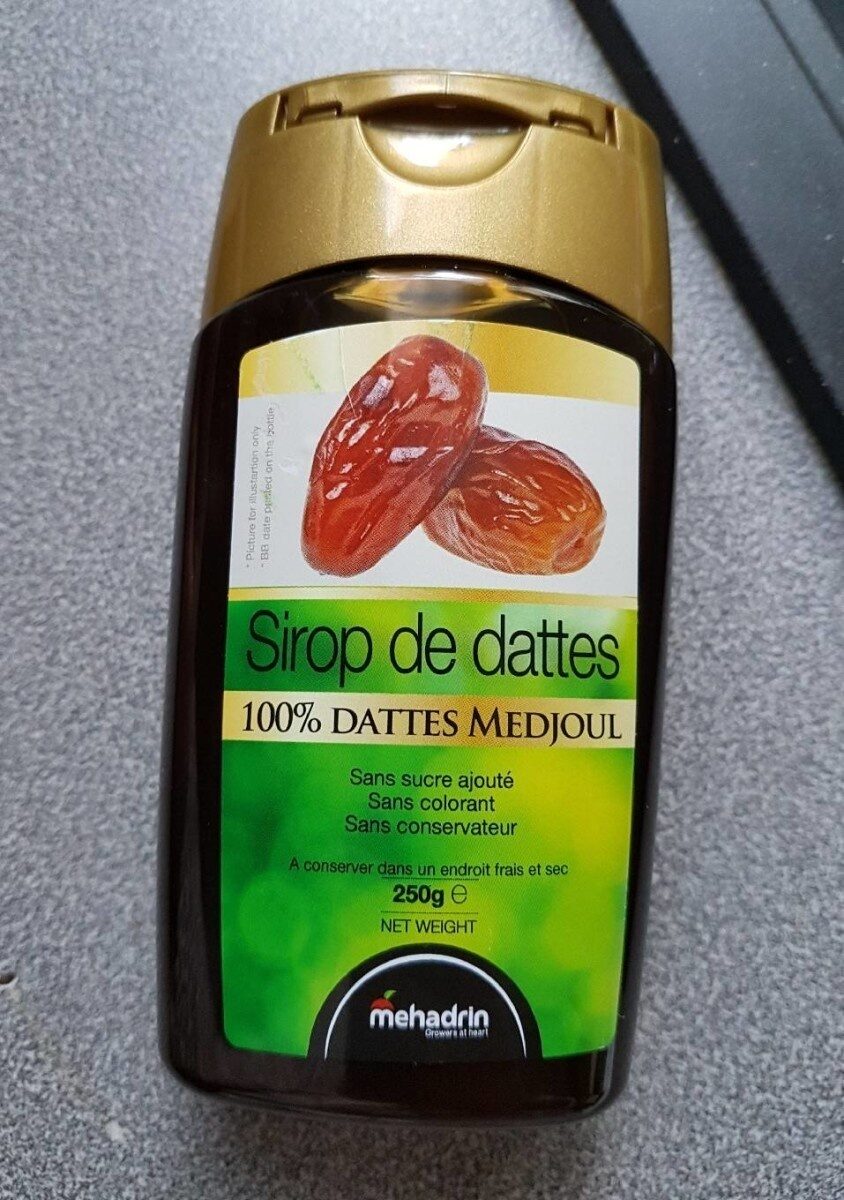 * Picture for illustartion only
* BB date printed on the bottle
Sirop de dattes
100% DATTES MEDJOUL
Sans sucre ajouté
Sans colorant
Sans conservateur
A conserver dans un endroit frais et sec
250g ℮
NET WEIGHT
mehadrin
Growers at heart